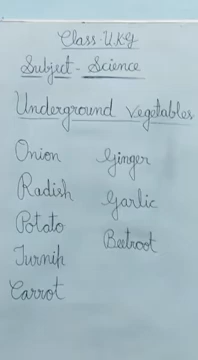 Class-UKG
Subject- Science
Underground vegetables
Onion
Radish
Potato
Turnip
Carrot
Ginger
Garlic
Beetroot